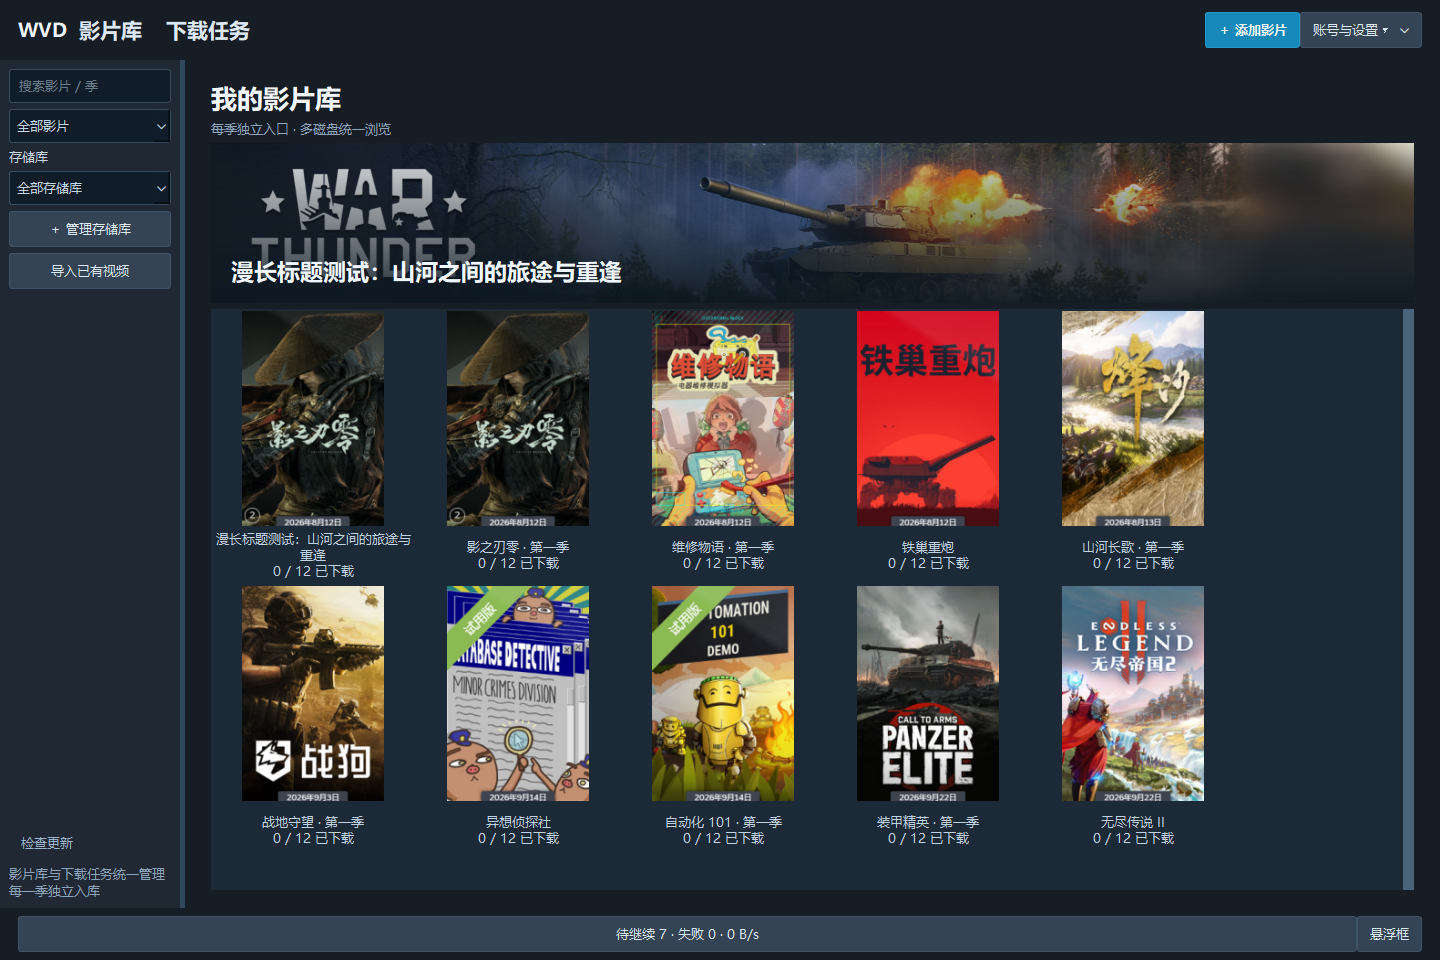 WVD 影片库 下载任务
+ 添加影片
账号与设置
搜索影片 / 季
全部影片
存储库
全部存储库
+ 管理存储库
导入已有视频
我的影片库
每季独立入口 · 多磁盘统一浏览
WAR
THUNDER
漫长标题测试：山河之间的旅途与重逢
影之刃零
2
2026年8月12日
漫长标题测试：山河之间的旅途与
重逢
0 / 12 已下载
影之刃零
2
2026年8月12日
影之刃零 · 第一季
0 / 12 已下载
维修物语
电器维修模拟器
2026年8月12日
维修物语 · 第一季
0 / 12 已下载
铁巢重炮
2026年8月12日
铁巢重炮
0 / 12 已下载
烽沙
2026年8月13日
山河长歌 · 第一季
0 / 12 已下载
战狗
2026年9月3日
战地守望 · 第一季
0 / 12 已下载
试用版
ABASE DETECTIVE
MINOR CRIMES DIVISION
2026年9月14日
异想侦探社
0 / 12 已下载
试用版
TOMATION
101
DEMO
2026年9月14日
自动化 101 · 第一季
0 / 12 已下载
CALL TO ARMS
PANZER
ELITE
2026年9月22日
装甲精英 · 第一季
0 / 12 已下载
ENDLESS
LEGEND
无尽帝国2
2026年9月22日
无尽传说 II
0 / 12 已下载
检查更新
影片库与下载任务统一管理
每一季独立入库
待继续 7 · 失败 0 · 0 B/s
悬浮框